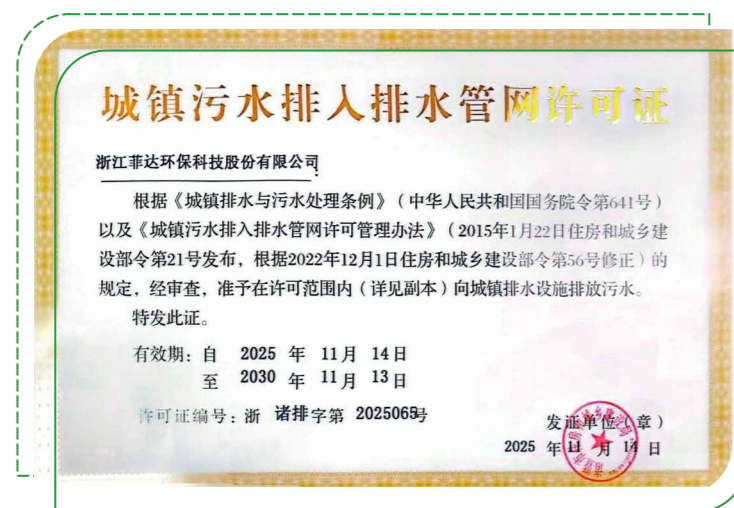 城镇污水排入排水管网许可证
浙江菲达环保科技股份有限公司:
根据《城镇排水与污水处理条例》（中华人民共和国国务院令第641号）
以及《城镇污水排入排水管网许可管理办法》（2015年1月22日住房和城乡建
设部令第21号发布，根据2022年12月1日住房和城乡建设部令第56号修正）的
规定，经审查，准予在许可范围内（详见副本）向城镇排水设施排放污水。
特发此证。
有效期：自 2025 年 11月 14日
至 2030 年 11月 13日
许可证编号：浙 诸排字第 2025065号
发证单位（章）
2025 年 11 月 14 日